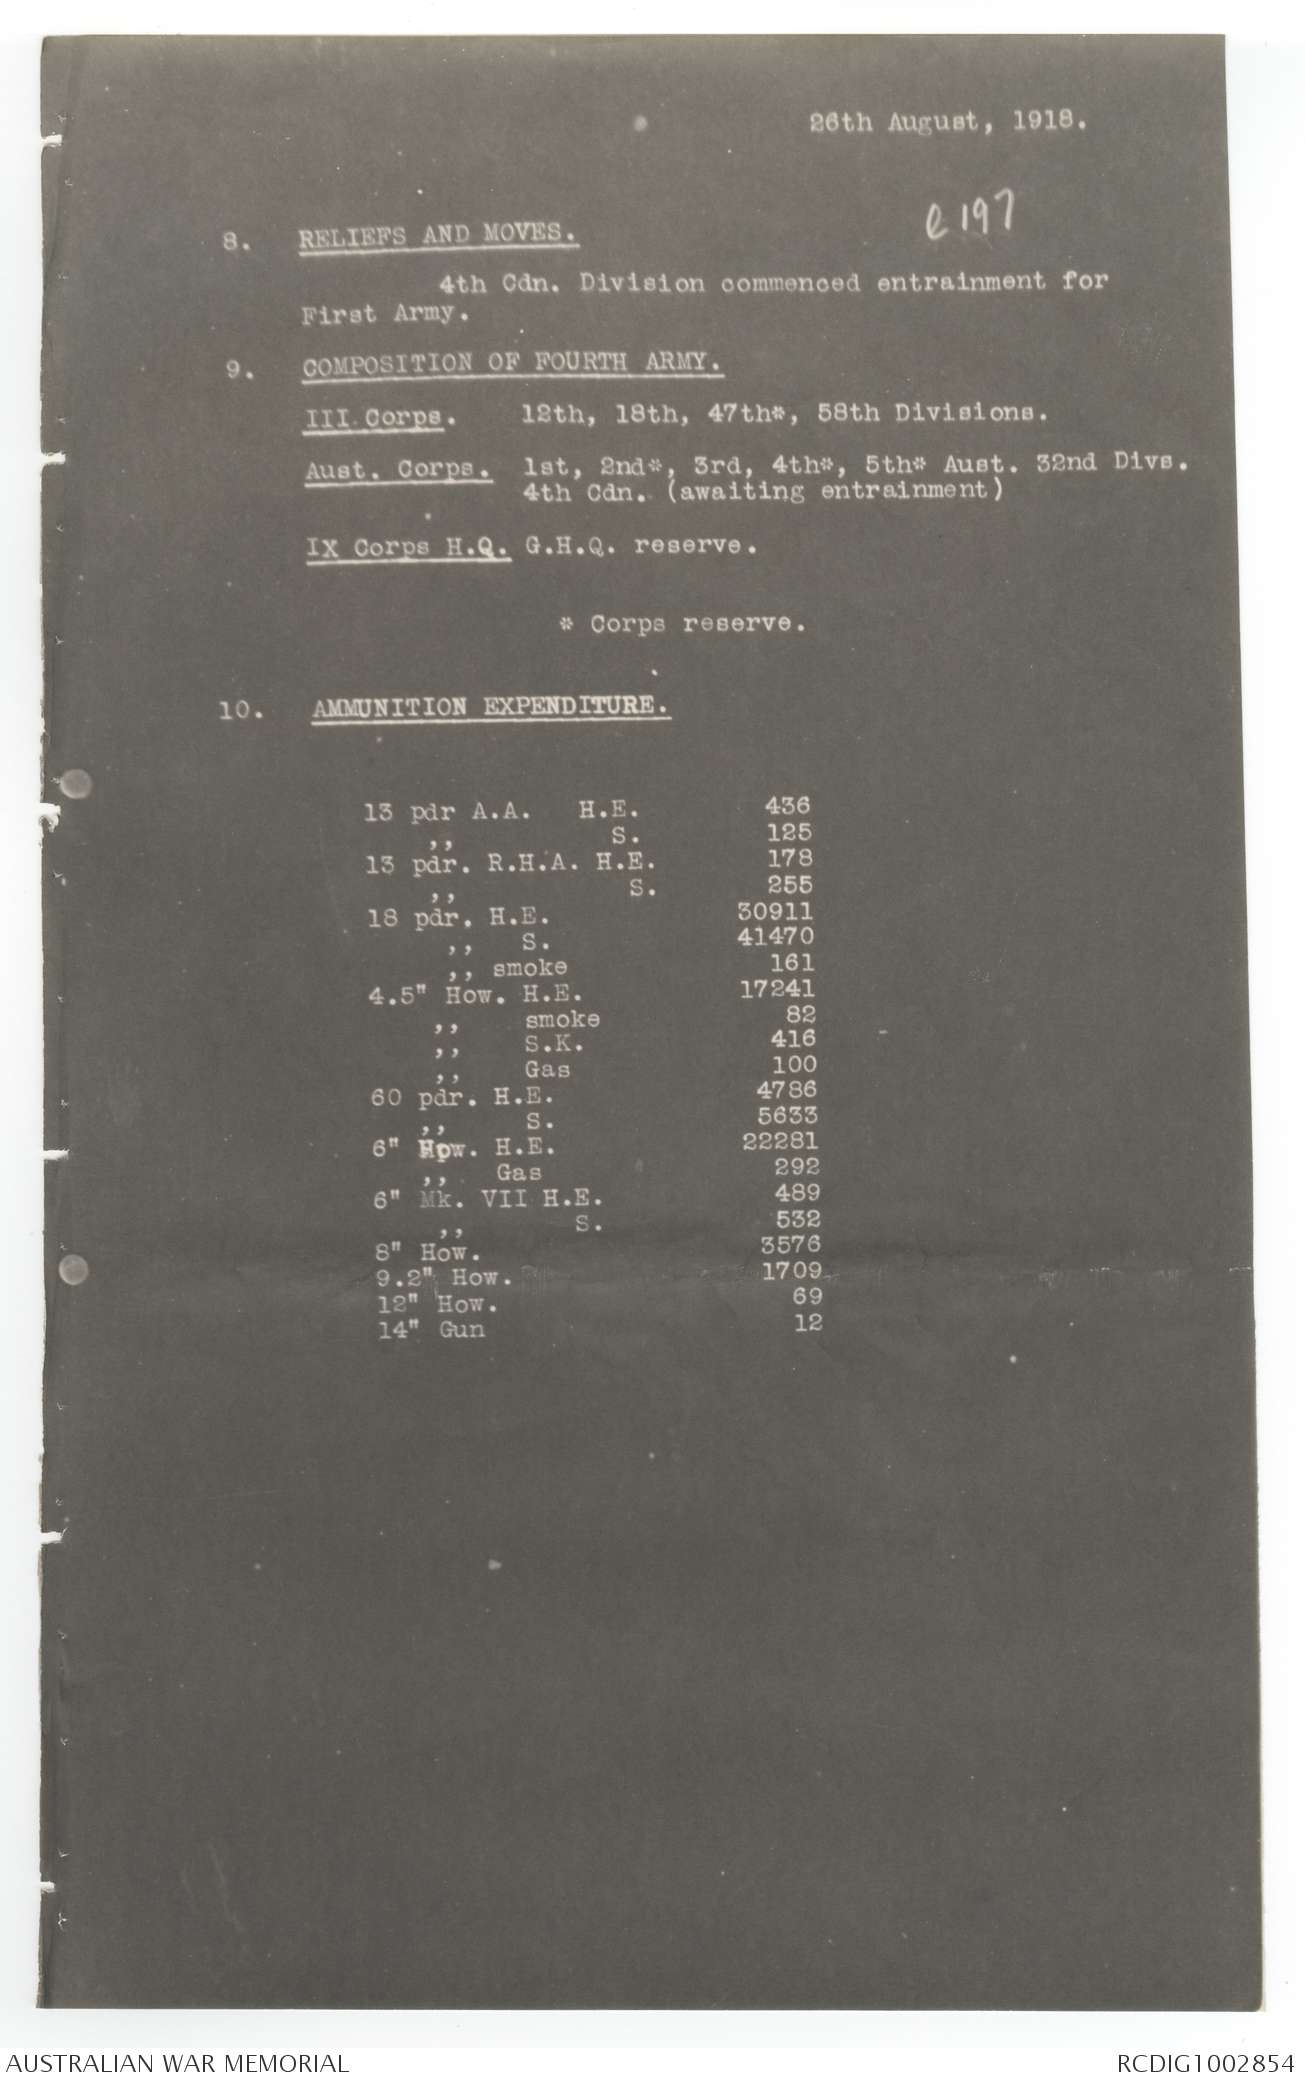 26th August, 1918.
e 197
8. RELIEFS AND MOVES.
4th Cdn. Division commenced entrainment for
First Army.
9. COMPOSITION OF FOURTH ARMY.
III Corps. 12th, 18th, 47th*, 58th Divisions.
Aust. Corps. 1st, 2nd*, 3rd, 4th*, 5th* Aust. 32nd Divs.
4th Cdn. (awaiting entrainment)
IX Corps H.Q. G.H.Q. reserve.
* Corps reserve.
10. AMMUNITION EXPENDITURE.
13 pdr A.A. H.E. 436
,, S. 125
13 pdr. R.H.A. H.E. 178
,, S. 255
18 pdr. H.E. 30911
,, S. 41470
,, smoke 161
4.5" How. H.E. 17241
,, smoke 82
,, S.K. 416
,, Gas 100
60 pdr. H.E. 4786
,, S. 5633
6" How. H.E. 22281
,, Gas 292
6" Mk. VII H.E. 489
,, S. 532
8" How. 3576
9.2" How. 1709
12" How. 69
14" Gun 12
AUSTRALIAN WAR MEMORIAL
RCDIG1002854